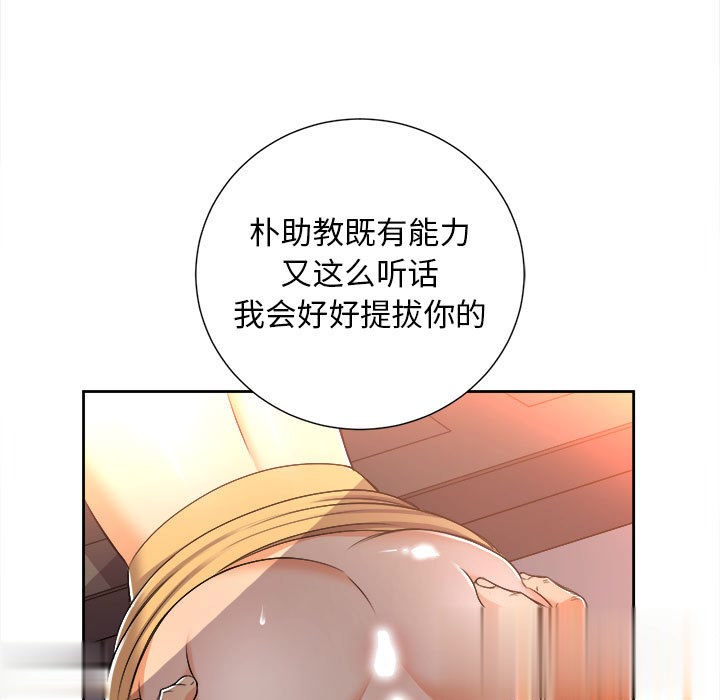 朴助教既有能力
又这么听话
我会好好提拔你的